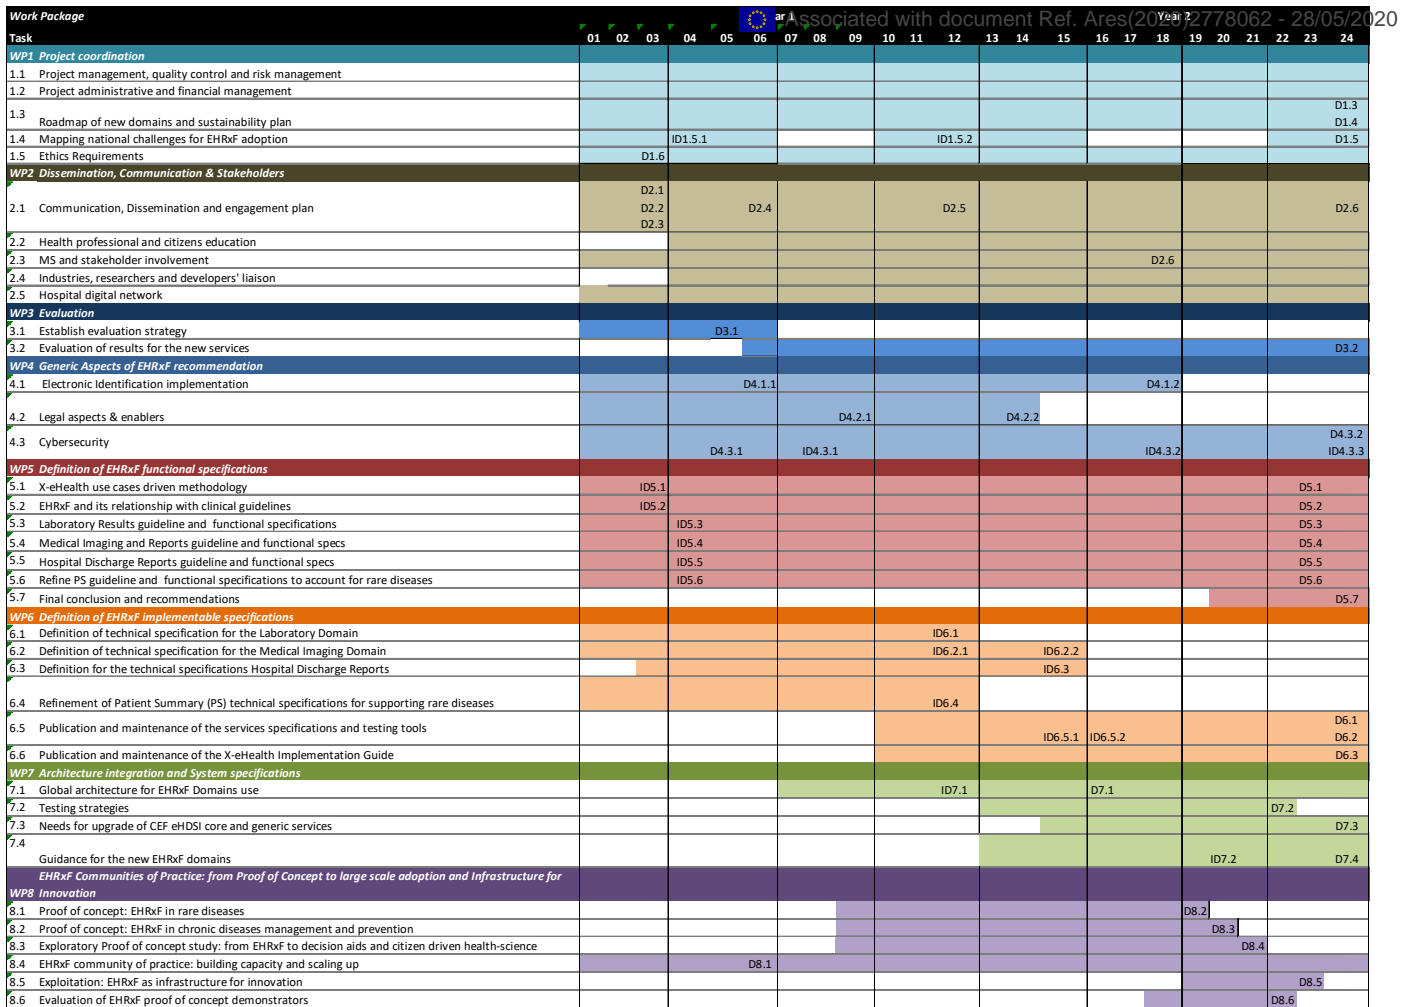 Work Package ar 1 Year 2
Associated with document Ref. Ares(2020)2778062 - 28/05/2020
Task 01 02 03 04 05 06 07 08 09 10 11 12 13 14 15 16 17 18 19 20 21 22 23 24
WP1 Project coordination
1.1 Project management, quality control and risk management
1.2 Project administrative and financial management
D1.3
1.3 Roadmap of new domains and sustainability plan D1.4
1.4 Mapping national challenges for EHRxF adoption ID1.5.1 ID1.5.2 D1.5
1.5 Ethics Requirements D1.6
WP2 Dissemination, Communication & Stakeholders
D2.1
2.1 Communication, Dissemination and engagement plan D2.2 D2.4 D2.5 D2.6
D2.3
2.2 Health professional and citizens education
2.3 MS and stakeholder involvement D2.6
2.4 Industries, researchers and developers' liaison
2.5 Hospital digital network
WP3 Evaluation
3.1 Establish evaluation strategy D3.1
3.2 Evaluation of results for the new services D3.2
WP4 Generic Aspects of EHRxF recommendation
4.1 Electronic Identification implementation D4.1.1 D4.1.2
4.2 Legal aspects & enablers D4.2.1 D4.2.2
D4.3.2
4.3 Cybersecurity D4.3.1 ID4.3.1 ID4.3.2 ID4.3.3
WP5 Definition of EHRxF functional specifications
5.1 X-eHealth use cases driven methodology ID5.1 D5.1
5.2 EHRxF and its relationship with clinical guidelines ID5.2 D5.2
5.3 Laboratory Results guideline and functional specifications ID5.3 D5.3
5.4 Medical Imaging and Reports guideline and functional specs ID5.4 D5.4
5.5 Hospital Discharge Reports guideline and functional specs ID5.5 D5.5
5.6 Refine PS guideline and functional specifications to account for rare diseases ID5.6 D5.6
5.7 Final conclusion and recommendations D5.7
WP6 Definition of EHRxF implementable specifications
6.1 Definition of technical specification for the Laboratory Domain ID6.1
6.2 Definition of technical specification for the Medical Imaging Domain ID6.2.1 ID6.2.2
6.3 Definition for the technical specifications Hospital Discharge Reports ID6.3
6.4 Refinement of Patient Summary (PS) technical specifications for supporting rare diseases ID6.4
D6.1
6.5 Publication and maintenance of the services specifications and testing tools ID6.5.1 ID6.5.2 D6.2
6.6 Publication and maintenance of the X-eHealth Implementation Guide D6.3
WP7 Architecture integration and System specifications
7.1 Global architecture for EHRxF Domains use ID7.1 D7.1
7.2 Testing strategies D7.2
7.3 Needs for upgrade of CEF eHDSI core and generic services D7.3
7.4 Guidance for the new EHRxF domains ID7.2 D7.4
EHRxF Communities of Practice: from Proof of Concept to large scale adoption and Infrastructure for
WP8 Innovation
8.1 Proof of concept: EHRxF in rare diseases D8.2
8.2 Proof of concept: EHRxF in chronic diseases management and prevention D8.3
8.3 Exploratory Proof of concept study: from EHRxF to decision aids and citizen driven health-science D8.4
8.4 EHRxF community of practice: building capacity and scaling up D8.1
8.5 Exploitation: EHRxF as infrastructure for innovation D8.5
8.6 Evaluation of EHRxF proof of concept demonstrators D8.6